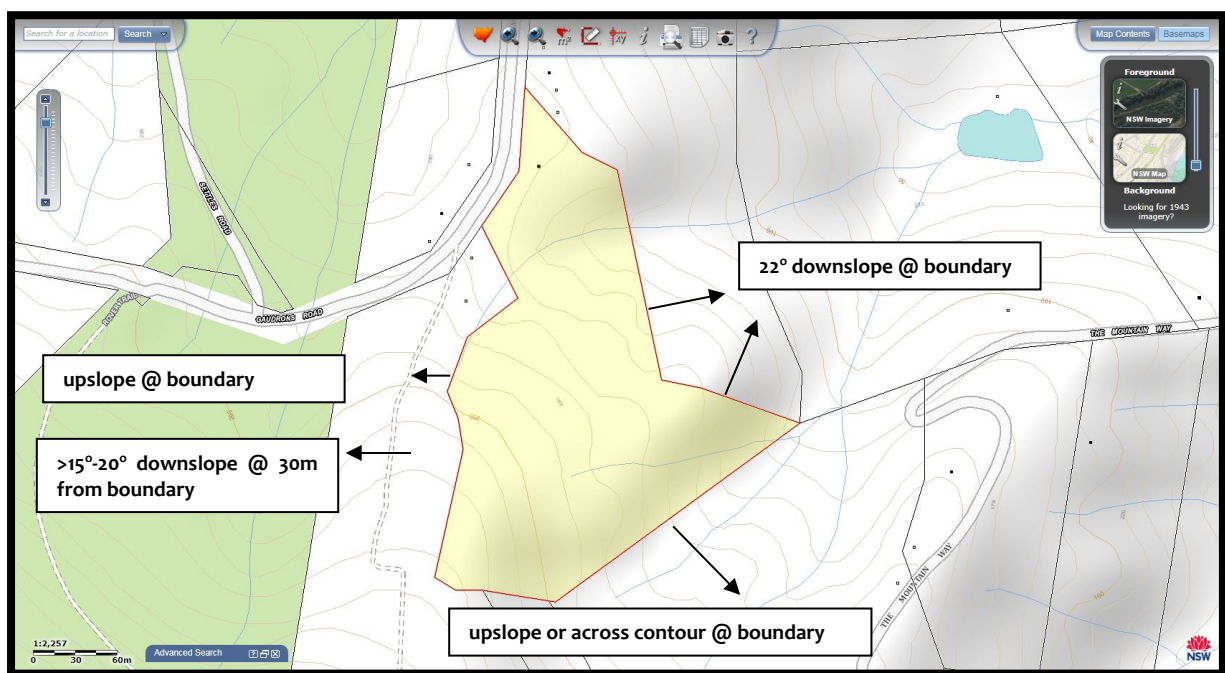 Search for a location
Search
Map Contents
Basemaps
Foreground
NSW Imagery
NSW Map
Background
Looking for 1943
imagery?
SETTLES ROAD
GAUDRONS ROAD
THE MOUNTAIN WAY
22° downslope @ boundary
upslope @ boundary
>15°-20° downslope @ 30m
from boundary
upslope or across contour @ boundary
THE MOUNTAIN WAY
1:2,257
0 30 60m
Advanced Search
NSW